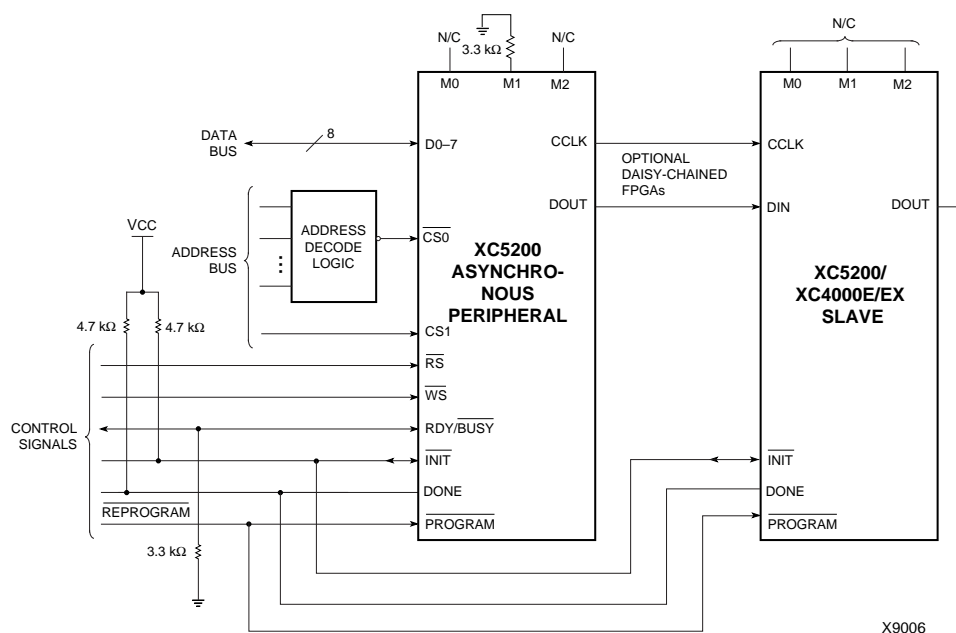 N/C
3.3 kΩ
N/C
N/C
M0 M1 M2
M0 M1 M2
DATA
BUS
8
D0–7
CCLK
CCLK
OPTIONAL
DAISY-CHAINED
FPGAs
DOUT
DIN
DOUT
ADDRESS
BUS
ADDRESS
DECODE
LOGIC
CS0
CS1
XC5200
ASYNCHRO-
NOUS
PERIPHERAL
XC5200/
XC4000E/EX
SLAVE
VCC
4.7 kΩ
4.7 kΩ
CONTROL
SIGNALS
RS
WS
RDY/BUSY
INIT
INIT
DONE
DONE
REPROGRAM
PROGRAM
PROGRAM
3.3 kΩ
X9006